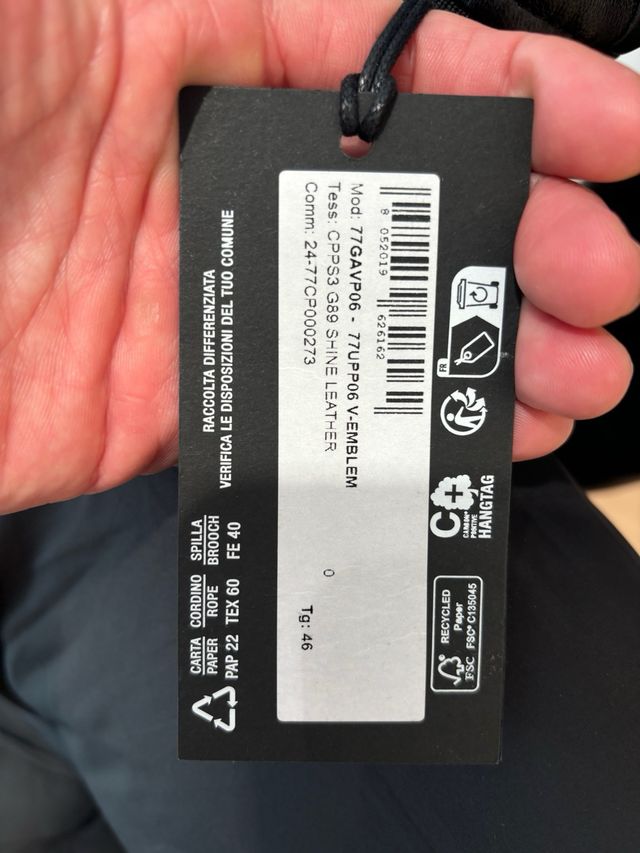 8 052019 626162
Mod: 77GAVP06 - 77UPP06 V-EMBLEM
Tess: CPPS3 G89 SHINE LEATHER
0
Comm: 24-77CP000273
Tg: 46
FR
C+
CARBON®
POSITIVE
HANGTAG
RECYCLED
Paper
FSC
FSC® C135045
RACCOLTA DIFFERENZIATA
VERIFICA LE DISPOSIZIONI DEL TUO COMUNE
CARTA CORDINO SPILLA
PAPER ROPE BROOCH
PAP 22 TEX 60 FE 40